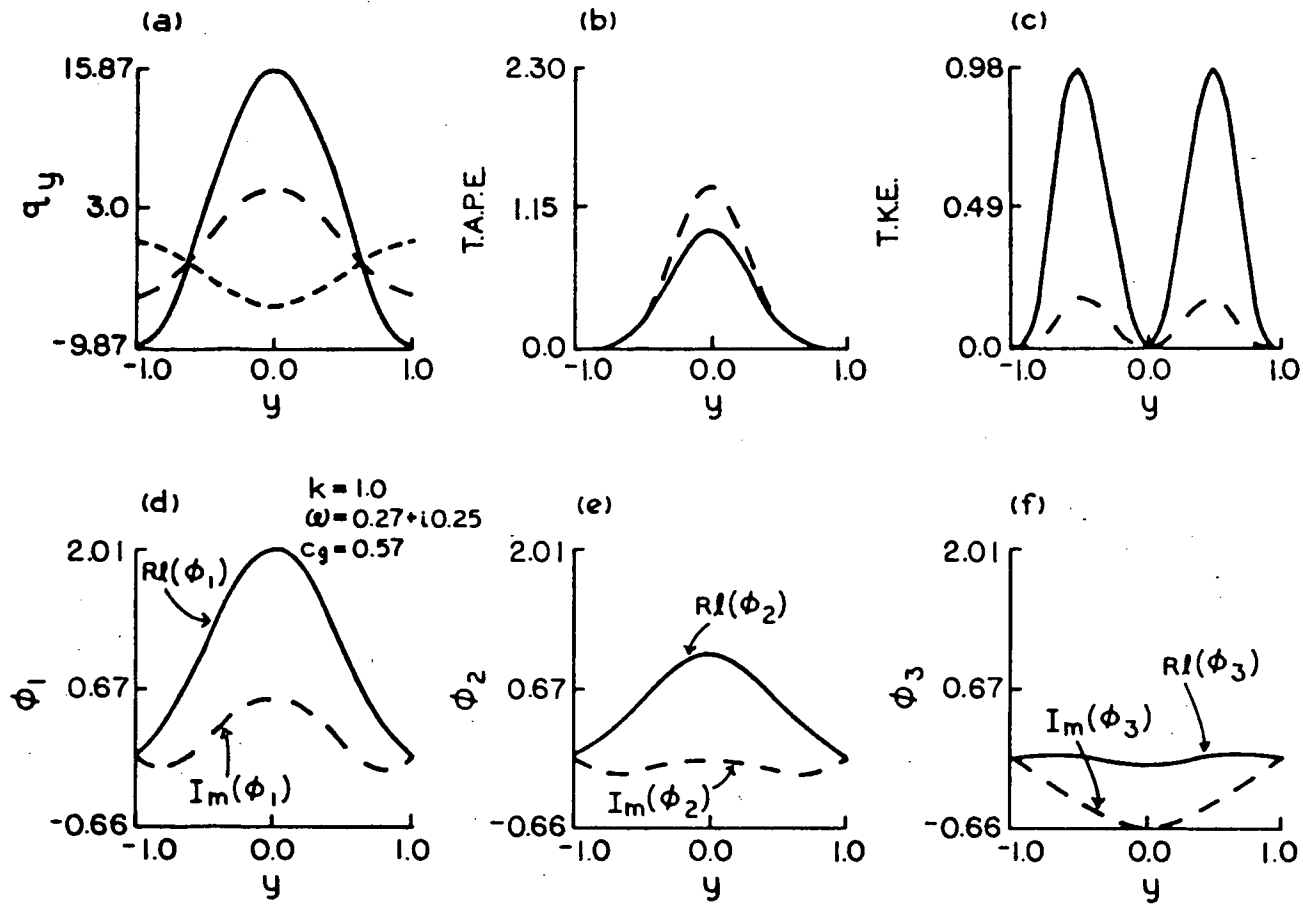 (a)
15.87
3.0
-9.87
q_y
-1.0 0.0 1.0
y
(b)
2.30
1.15
0.0
T.A.P.E.
-1.0 0.0 1.0
y
(c)
0.98
0.49
0.0
T.K.E.
-1.0 0.0 1.0
y
k = 1.0
ω = 0.27 + i0.25
c_g = 0.57
(d)
2.01
0.67
-0.66
ϕ₁
Rl(ϕ₁)
Im(ϕ₁)
-1.0 0.0 1.0
y
(e)
0.67
-0.66
2.01
ϕ₂
Rl(ϕ₂)
Im(ϕ₂)
-1.0 0.0 1.0
y
(f)
2.01
0.67
-0.66
ϕ₃
Rl(ϕ₃)
Im(ϕ₃)
-1.0 0.0 1.0
y